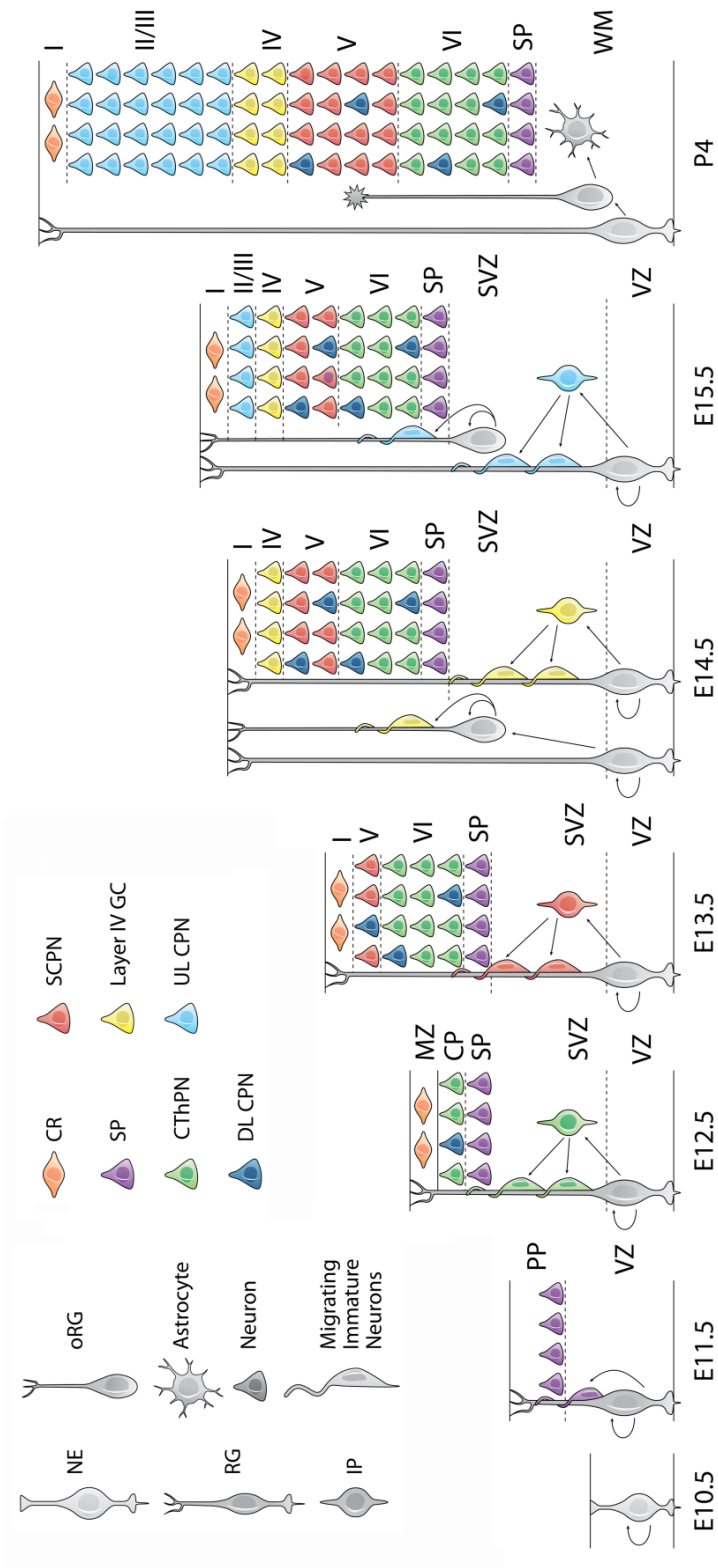 NE
RG
IP
oRG
Astrocyte
Neuron
Migrating
Immature
Neurons
CR
SP
CThPN
DL CPN
SCPN
Layer IV GC
UL CPN
E10.5
PP
VZ
E11.5
MZ
CP
SP
SVZ
VZ
E12.5
I
V
VI
SP
SVZ
VZ
E13.5
I
IV
V
VI
SP
SVZ
VZ
E14.5
I
II/III
IV
V
VI
SP
SVZ
VZ
E15.5
I
II/III
IV
V
VI
SP
WM
P4